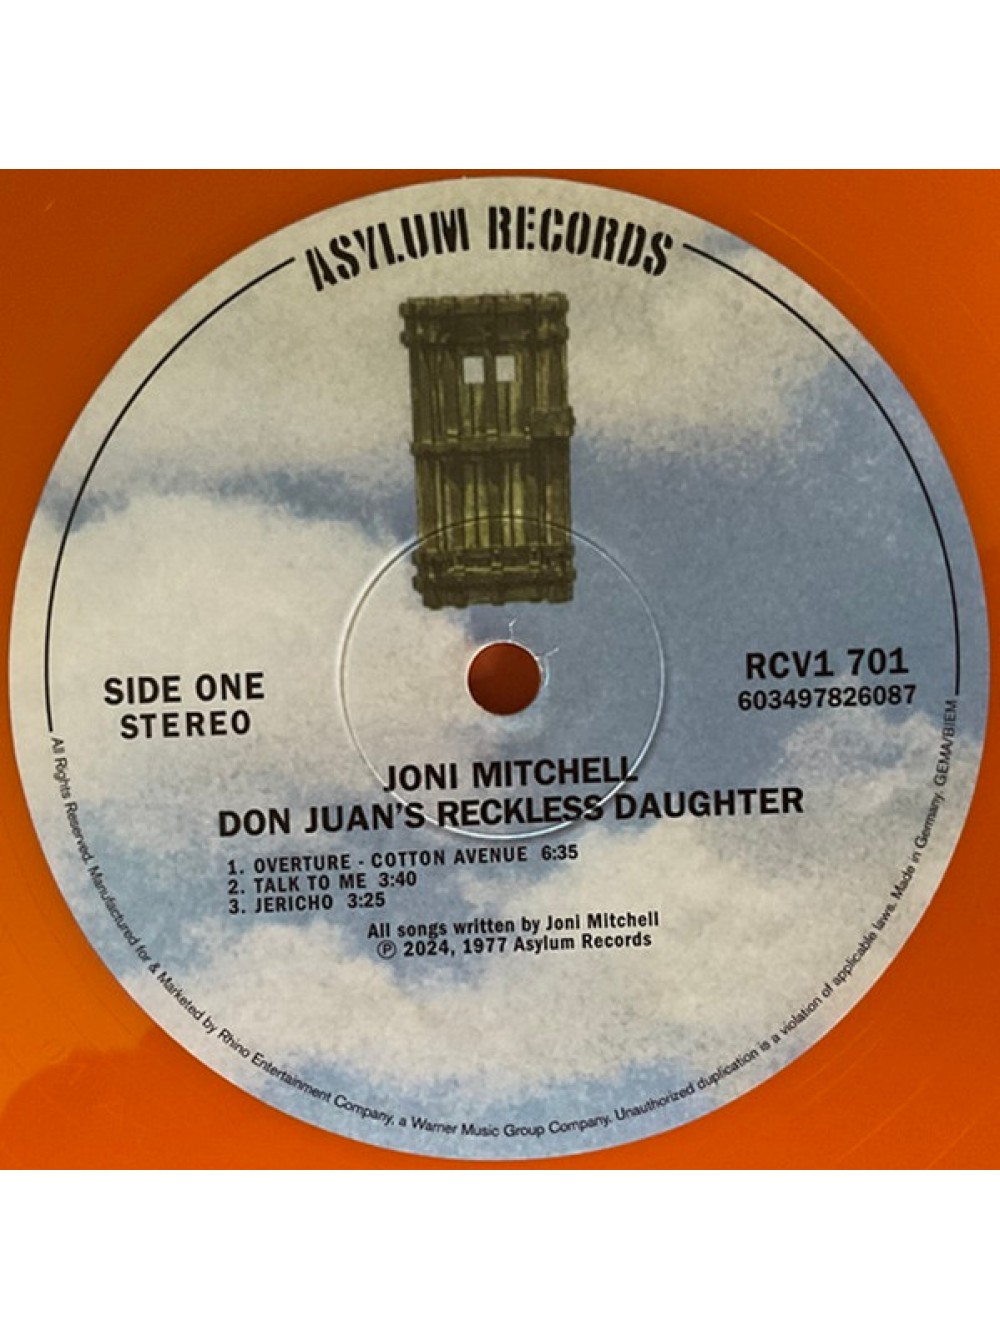 ASYLUM RECORDS
SIDE ONE
STEREO
RCV1 701
603497826087
JONI MITCHELL
DON JUAN'S RECKLESS DAUGHTER
1. OVERTURE - COTTON AVENUE 6:35
2. TALK TO ME 3:40
3. JERICHO 3:25
All songs written by Joni Mitchell
℗ 2024, 1977 Asylum Records
All Rights Reserved. Manufactured for & Marketed by Rhino Entertainment Company, a Warner Music Group Company. Unauthorized duplication is a violation of applicable laws. Made in Germany. GEMA/BIEM